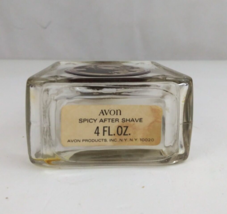 AVON
SPICY AFTER SHAVE
4 FL. OZ.
AVON PRODUCTS INC. N.Y. N.Y.